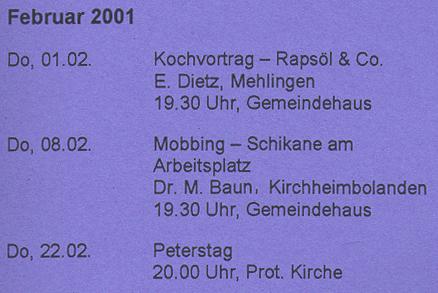 Februar 2001
Do, 01.02. Kochvortrag – Rapsöl & Co.
E. Dietz, Mehlingen
19.30 Uhr, Gemeindehaus
Do, 08.02. Mobbing – Schikane am
Arbeitsplatz
Dr. M. Baun, Kirchheimbolanden
19.30 Uhr, Gemeindehaus
Do, 22.02. Peterstag
20.00 Uhr, Prot. Kirche